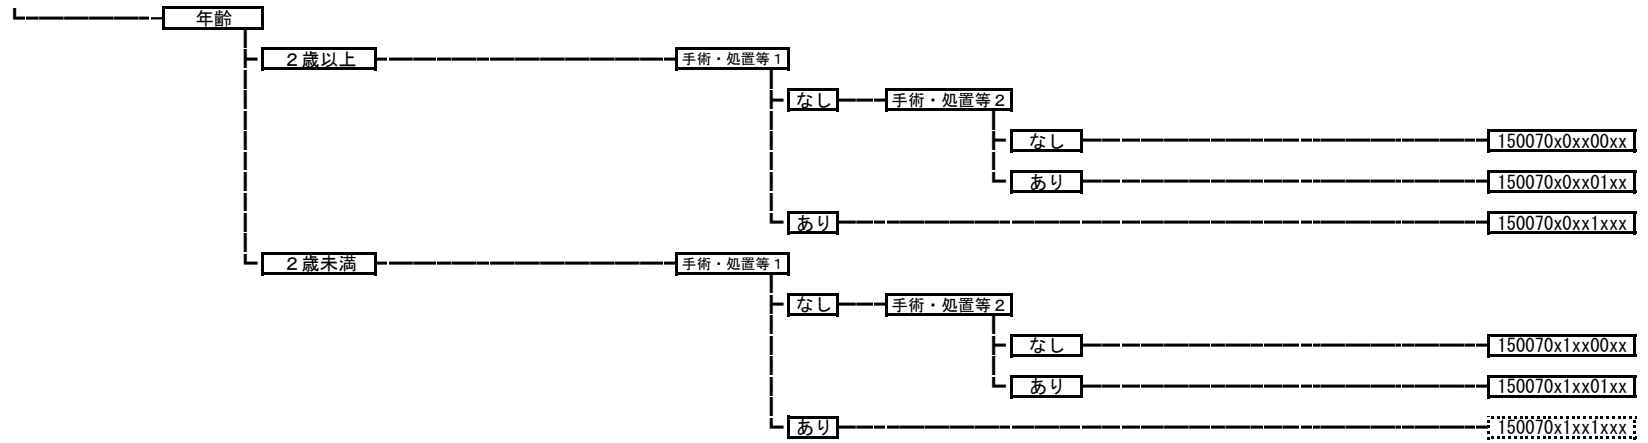 年齢
２歳以上 手術・処置等１
なし 手術・処置等２
なし 150070x0xx00xx
あり 150070x0xx01xx
あり 150070x0xx1xxx
２歳未満 手術・処置等１
なし 手術・処置等２
なし 150070x1xx00xx
あり 150070x1xx01xx
あり 150070x1xx1xxx